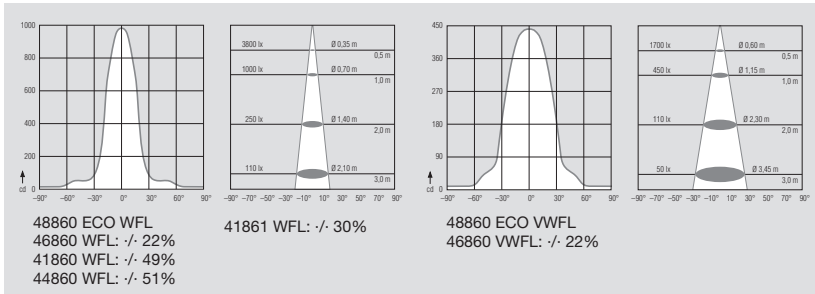 1000
800
600
400
200
cd 0
-90° -60° -30° 0° 30° 60° 90°
3800 lx Ø 0,35 m
0,5 m
1000 lx Ø 0,70 m
1,0 m
250 lx Ø 1,40 m
2,0 m
110 lx Ø 2,10 m
3,0 m
-90° -70° -50° -30° -10° 10° 30° 50° 70° 90°
450
360
270
180
90
cd 0
-90° -60° -30° 0° 30° 60° 90°
1700 lx Ø 0,60 m
0,5 m
450 lx Ø 1,15 m
1,0 m
110 lx Ø 2,30 m
2,0 m
50 lx Ø 3,45 m
3,0 m
-90° -70° -50° -30° -10° 10° 30° 50° 70° 90°
48860 ECO WFL
46860 WFL: ·/· 22%
41860 WFL: ·/· 49%
44860 WFL: ·/· 51%
41861 WFL: ·/· 30%
48860 ECO VWFL
46860 VWFL: ·/· 22%